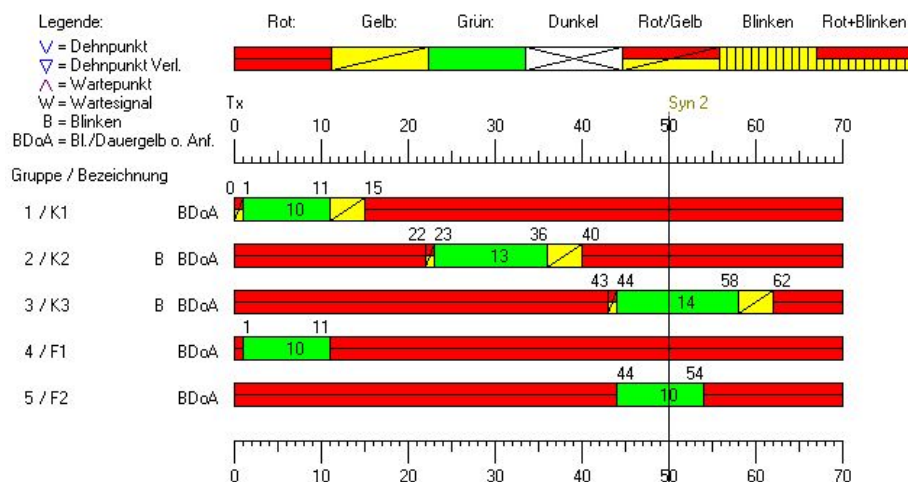 Legende:
Rot: Gelb: Grün: Dunkel Rot/Gelb Blinken Rot+Blinken
V = Dehnpunkt
▽ = Dehnpunkt Verl.
Λ = Wartepunkt
W = Wartesignal
B = Blinken
BDoA = Bl./Dauergelb o. Anf.
Tx Syn 2
0 10 20 30 40 50 60 70
Gruppe / Bezeichnung
0 1 11 15
1 / K1 BDoA 10
22 23 36 40
2 / K2 B BDoA 13
43 44 58 62
3 / K3 B BDoA 14
1 11
4 / F1 BDoA 10
44 54
5 / F2 BDoA 10
0 10 20 30 40 50 60 70